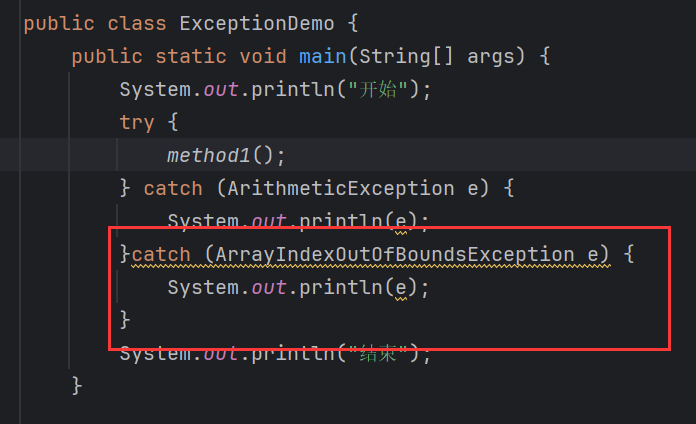 public class ExceptionDemo {
    public static void main(String[] args) {
        System.out.println("开始");
        try {
            method1();
        } catch (ArithmeticException e) {
            System.out.println(e);
        }catch (ArrayIndexOutOfBoundsException e) {
            System.out.println(e);
        }
        System.out.println("结束");
    }